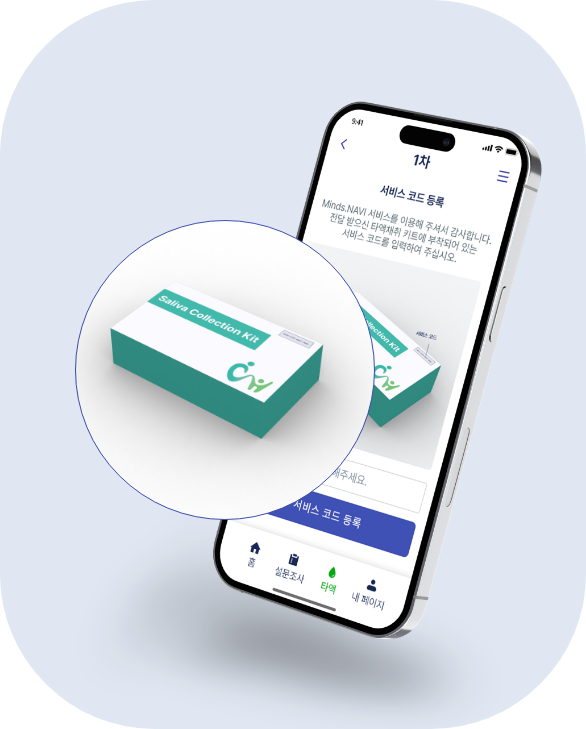 9:41
1차
서비스 코드 등록
Minds.NAVI 서비스를 이용해 주셔서 감사합니다.
전달 받으신 타액채취 키트에 부착되어 있는
서비스 코드를 입력하여 주십시오.
Saliva Collection Kit
Collection Kit
서비스 코드
해주세요.
서비스 코드 등록
홈
설문조사
타액
내 페이지